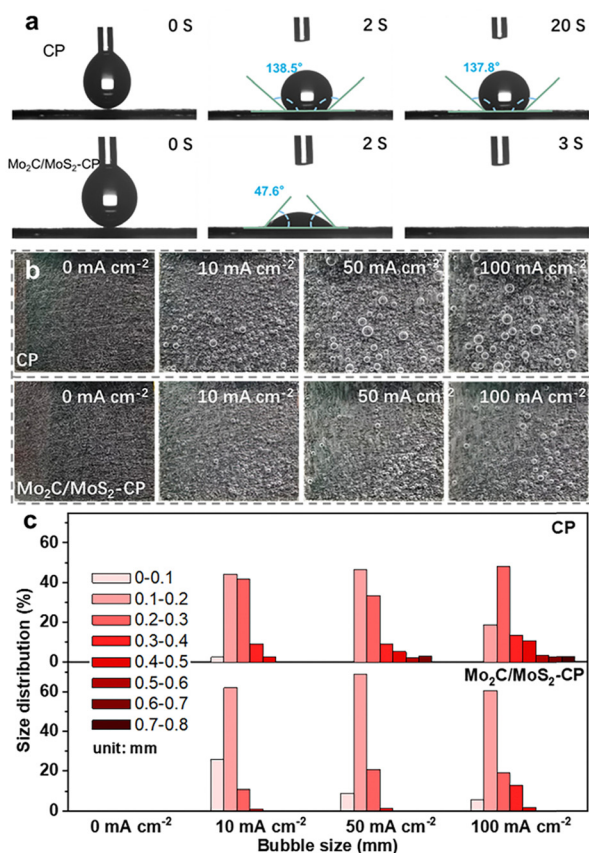 a
CP
0 S
2 S
20 S
138.5°
137.8°
Mo₂C/MoS₂-CP
0 S
2 S
3 S
47.6°
b
0 mA cm⁻²
10 mA cm⁻²
50 mA cm⁻²
100 mA cm⁻²
CP
0 mA cm⁻²
10 mA cm⁻²
50 mA cm⁻²
100 mA cm⁻²
Mo₂C/MoS₂-CP
c
CP
60
40
20
0
0-0.1
0.1-0.2
0.2-0.3
0.3-0.4
0.4-0.5
0.5-0.6
0.6-0.7
0.7-0.8
unit: mm
Size distribution (%)
Mo₂C/MoS₂-CP
60
40
20
0
0 mA cm⁻²
10 mA cm⁻²
50 mA cm⁻²
100 mA cm⁻²
Bubble size (mm)